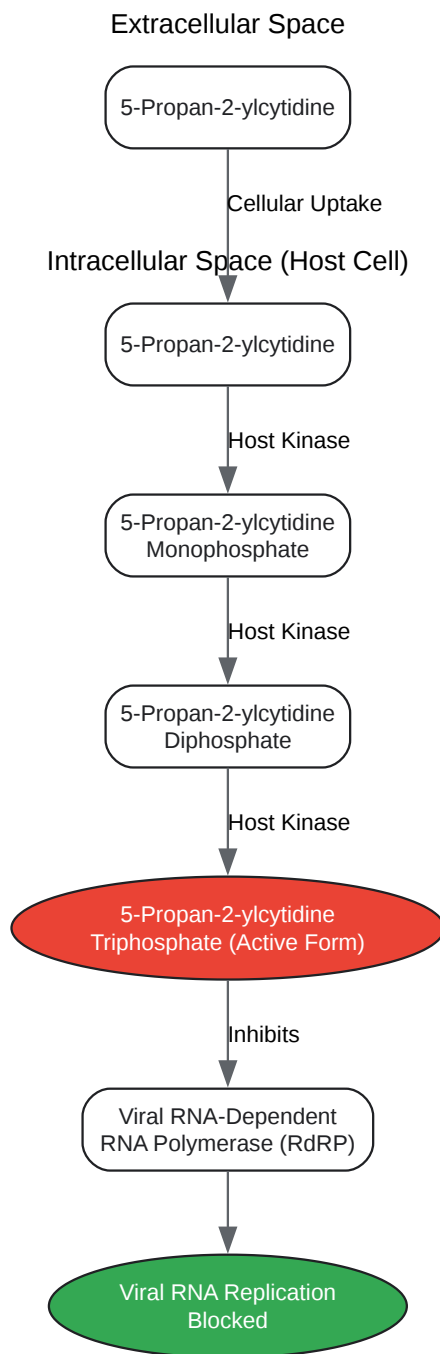 Extracellular Space
5-Propan-2-ylcytidine
Cellular Uptake
Intracellular Space (Host Cell)
5-Propan-2-ylcytidine
Host Kinase
5-Propan-2-ylcytidine
Monophosphate
Host Kinase
5-Propan-2-ylcytidine
Diphosphate
Host Kinase
5-Propan-2-ylcytidine
Triphosphate (Active Form)
Inhibits
Viral RNA-Dependent
RNA Polymerase (RdRP)
Viral RNA Replication
Blocked